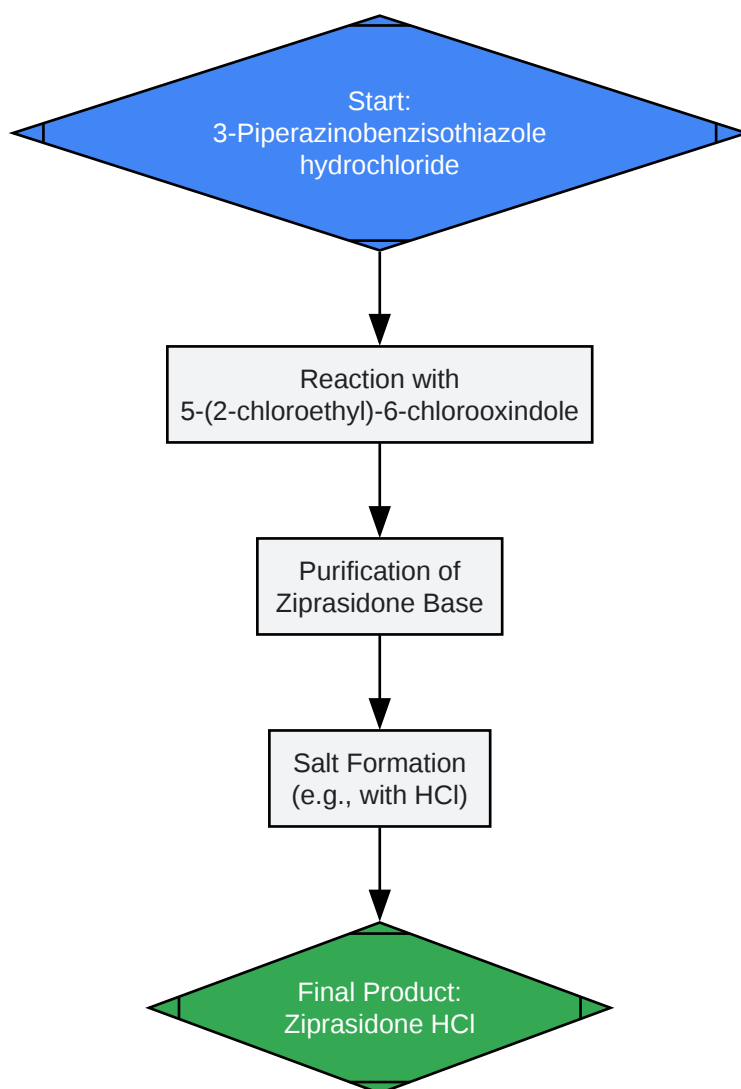 Start:
3-Piperazinobenzisothiazole
hydrochloride
Reaction with
5-(2-chloroethyl)-6-chlorooxindole
Purification of
Ziprasidone Base
Salt Formation
(e.g., with HCl)
Final Product:
Ziprasidone HCl